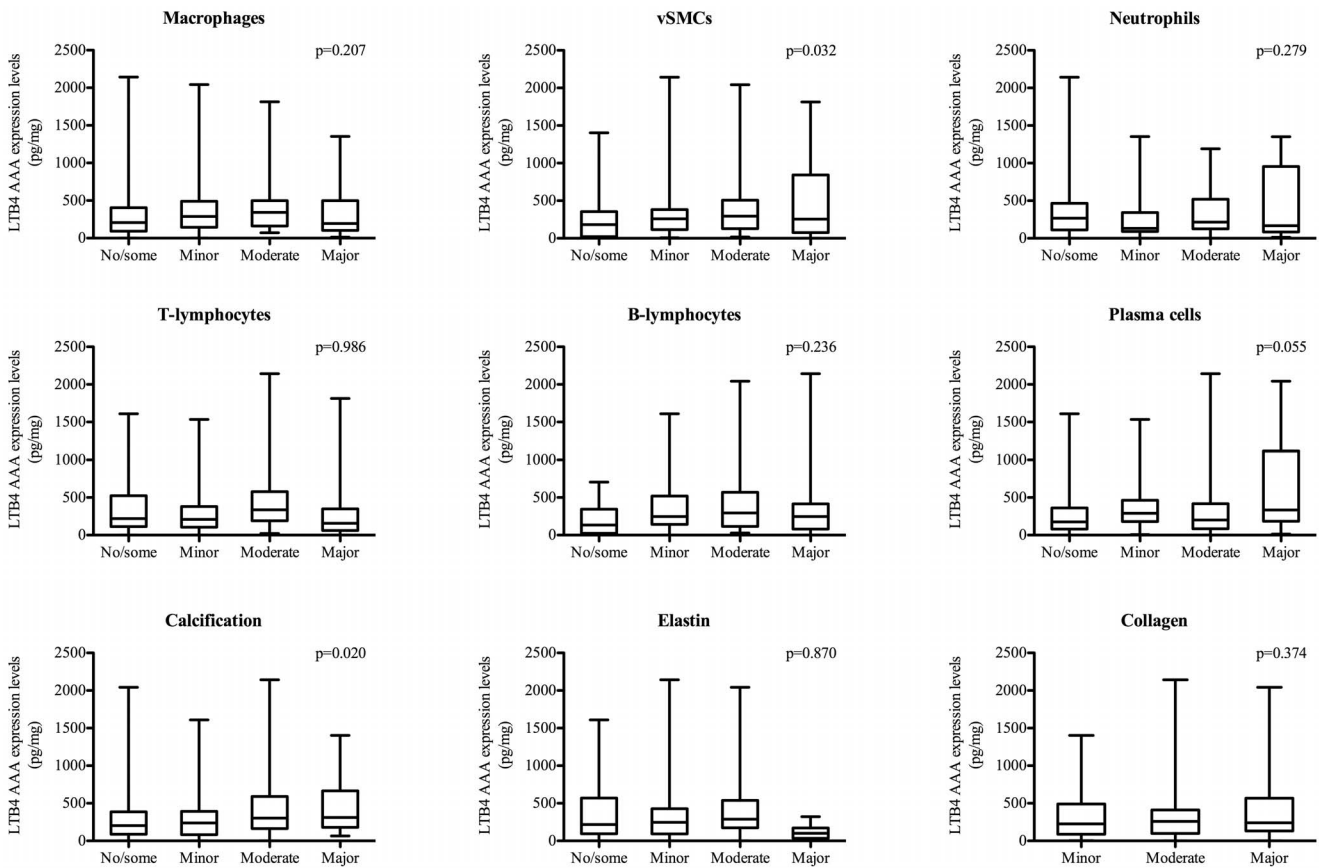 Macrophages
p=0.207
LTB4 AAA expression levels
(pg/mg)
2500
2000
1500
1000
500
0
No/some Minor Moderate Major
vSMCs
p=0.032
LTB4 AAA expression levels
(pg/mg)
2500
2000
1500
1000
500
0
No/some Minor Moderate Major
Neutrophils
p=0.279
LTB4 AAA expression levels
(pg/mg)
2500
2000
1500
1000
500
0
No/some Minor Moderate Major
T-lymphocytes
p=0.986
LTB4 AAA expression levels
(pg/mg)
2500
2000
1500
1000
500
0
No/some Minor Moderate Major
B-lymphocytes
p=0.236
LTB4 AAA expression levels
(pg/mg)
2500
2000
1500
1000
500
0
No/some Minor Moderate Major
Plasma cells
p=0.055
LTB4 AAA expression levels
(pg/mg)
2500
2000
1500
1000
500
0
No/some Minor Moderate Major
Calcification
p=0.020
LTB4 AAA expression levels
(pg/mg)
2500
2000
1500
1000
500
0
No/some Minor Moderate Major
Elastin
p=0.870
LTB4 AAA expression levels
(pg/mg)
2500
2000
1500
1000
500
0
No/some Minor Moderate Major
Collagen
p=0.374
LTB4 AAA expression levels
(pg/mg)
2500
2000
1500
1000
500
0
Minor Moderate Major